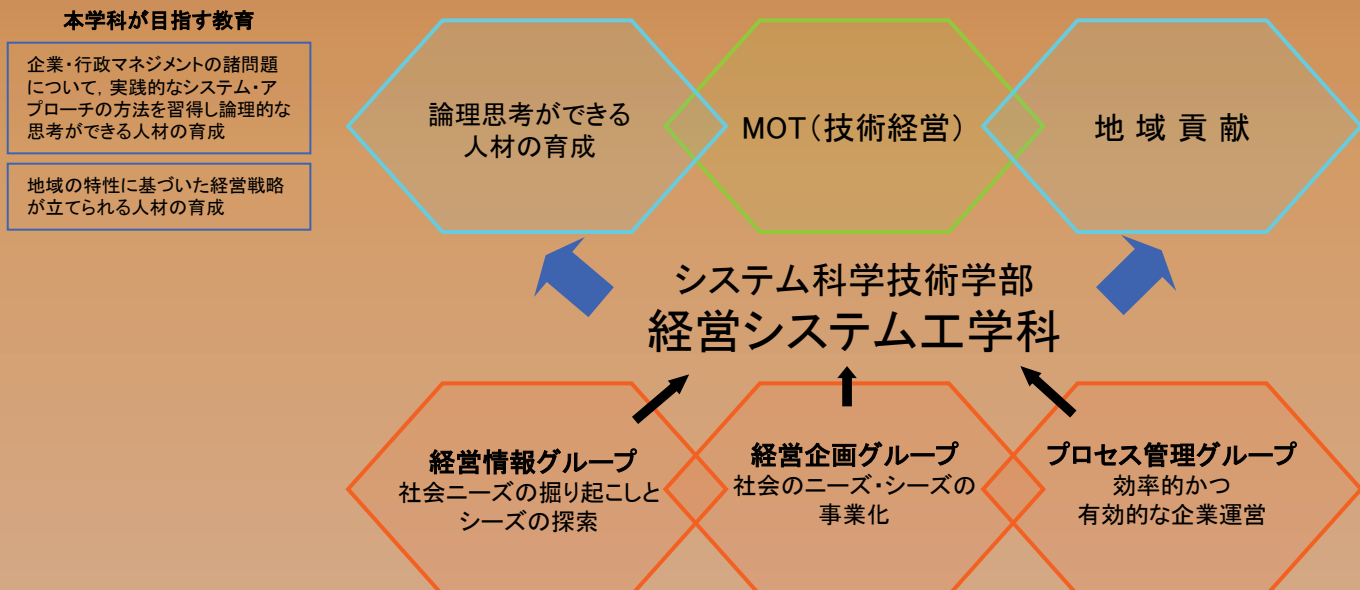 本学科が目指す教育
企業・行政マネジメントの諸問題
について，実践的なシステム・ア
プローチの方法を習得し論理的な
思考ができる人材の育成
地域の特性に基づいた経営戦略
が立てられる人材の育成
論理思考ができる
人材の育成
MOT（技術経営）
地 域 貢 献
システム科学技術学部
経営システム工学科
経営情報グループ
社会ニーズの掘り起こしと
シーズの探索
経営企画グループ
社会のニーズ・シーズの
事業化
プロセス管理グループ
効率的かつ
有効的な企業運営